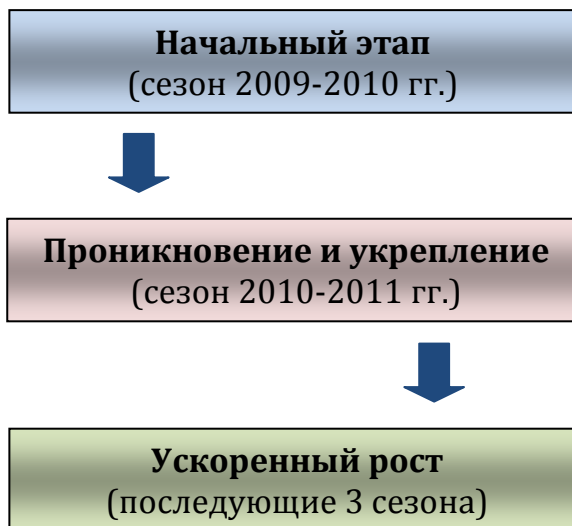 Начальный этап
(сезон 2009-2010 гг.)
Проникновение и укрепление
(сезон 2010-2011 гг.)
Ускоренный рост
(последующие 3 сезона)